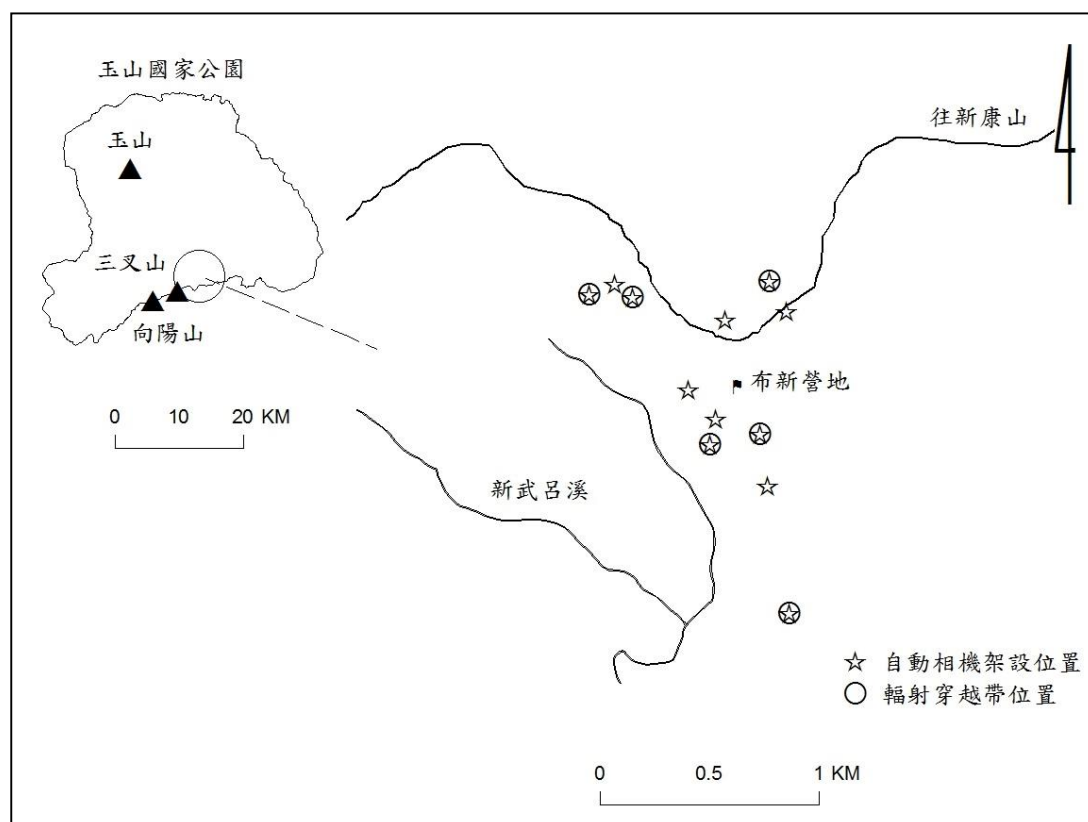 玉山國家公園
玉山
三叉山
向陽山
0 10 20 KM
往新康山
布新營地
新武呂溪
自動相機架設位置
輻射穿越帶位置
0 0.5 1 KM